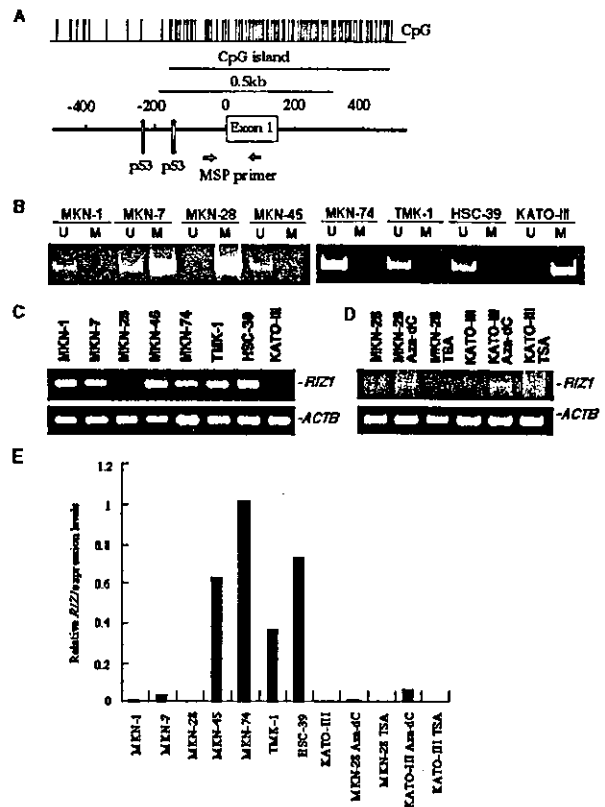 A
CpG
CpG island
0.5kb
-400 -200 0 200 400
Exon 1
p53 p53
MSP primer
B
MKN-1 MKN-7 MKN-28 MKN-45 MKN-74 TMK-1 HSC-39 KATO-III
U M U M U M U M U M U M U M U M
C
MKN-1 MKN-7 MKN-28 MKN-45 MKN-74 TMK-1 HSC-39 KATO-III
-RIZ1
-ACTB
D
MKN-28
MKN-28 Aza-dC
MKN-28 TSA
KATO-III
KATO-III Aza-dC
KATO-III TSA
-RIZ1
-ACTB
E
Relative RIZ1 expression levels
1.2
1
0.8
0.6
0.4
0.2
0
MKN-1
MKN-7
MKN-28
MKN-45
MKN-74
TMK-1
HSC-39
KATO-III
MKN-28 Aza-dC
MKN-28 TSA
KATO-III Aza-dC
KATO-III TSA